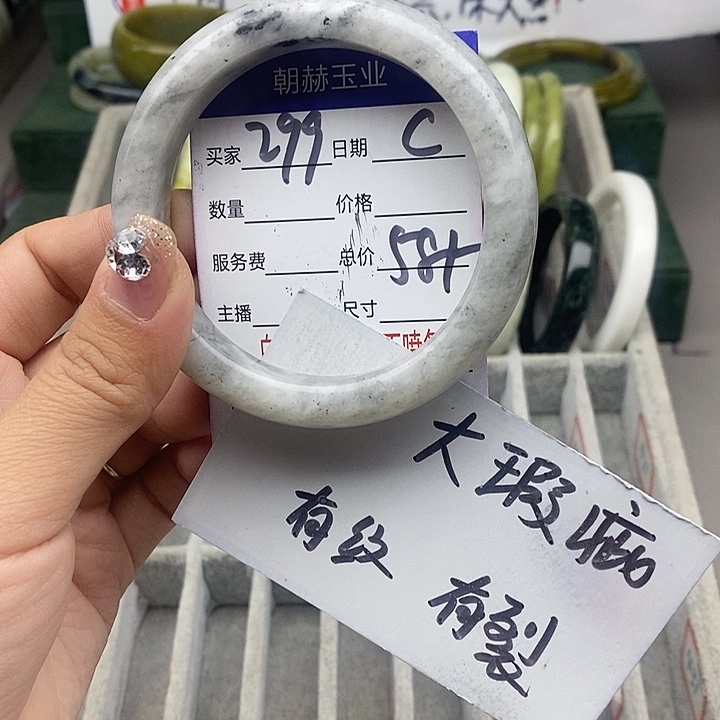 朝赫玉业
买家 299 日期 C
数量 价格
服务费 总价 58+
主播 尺寸
大瑕疵
有纹
有裂